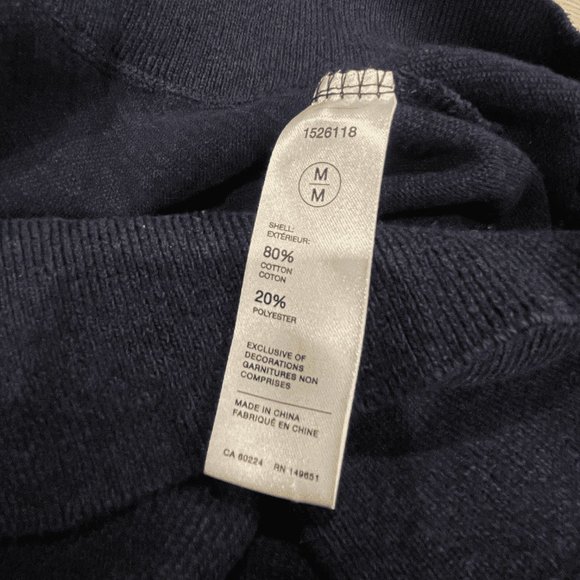 1526118
M
M
SHELL:
EXTÉRIEUR:
80%
COTTON
COTON
20%
POLYESTER
EXCLUSIVE OF
DECORATIONS
GARNITURES NON
COMPRISES
MADE IN CHINA
FABRIQUÉ EN CHINE
CA 60224 RN 149651